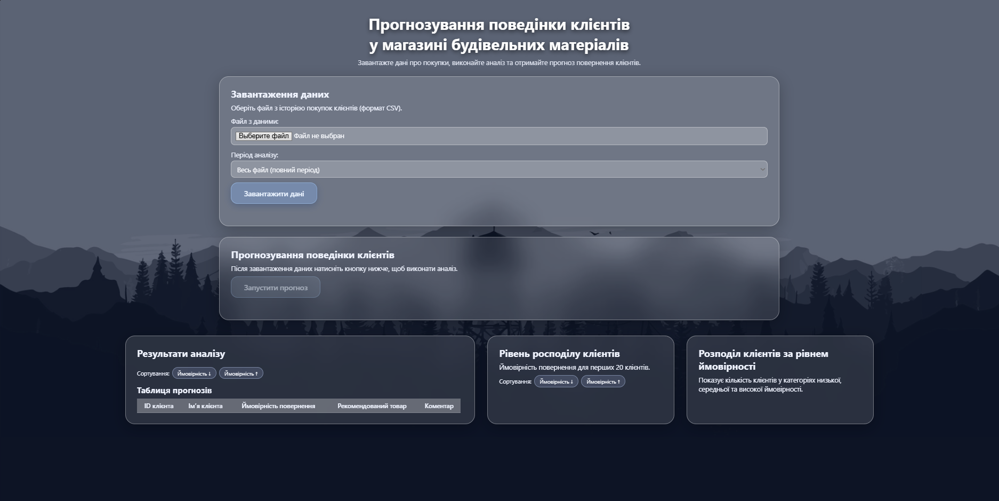 Прогнозування поведінки клієнтів
у магазині будівельних матеріалів
Завантажте дані про покупки, виконайте аналіз та отримайте прогноз повернення клієнтів.
Завантаження даних
Оберіть файл з історією покупок клієнтів (формат CSV).
Файл з даними:
Выберите файл Файл не выбран
Період аналізу:
Весь файл (повний період)
Завантажити дані
Прогнозування поведінки клієнтів
Після завантаження даних натисніть кнопку нижче, щоб виконати аналіз.
Запустити прогноз
Результати аналізу
Сортування: Ймовірність ↓ Ймовірність ↑
Таблиця прогнозів
ID клієнта Ім'я клієнта Ймовірність повернення Рекомендований товар Коментар
Рівень росподілу клієнтів
Ймовірність повернення для перших 20 клієнтів.
Сортування: Ймовірність ↓ Ймовірність ↑
Розподіл клієнтів за рівнем
ймовірності
Показує кількість клієнтів у категоріях низької,
середньої та високої ймовірності.